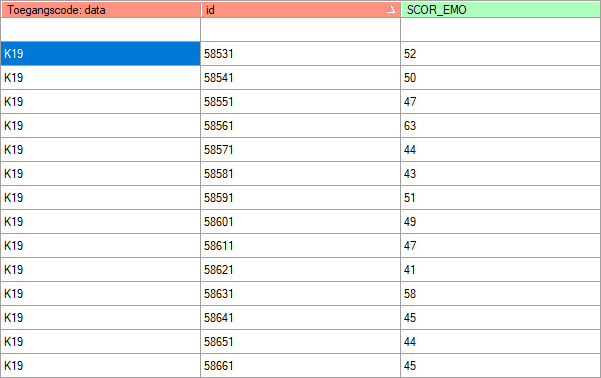 Toegangscode: data id SCOR_EMO
K19 58531 52
K19 58541 50
K19 58551 47
K19 58561 63
K19 58571 44
K19 58581 43
K19 58591 51
K19 58601 49
K19 58611 47
K19 58621 41
K19 58631 58
K19 58641 45
K19 58651 44
K19 58661 45